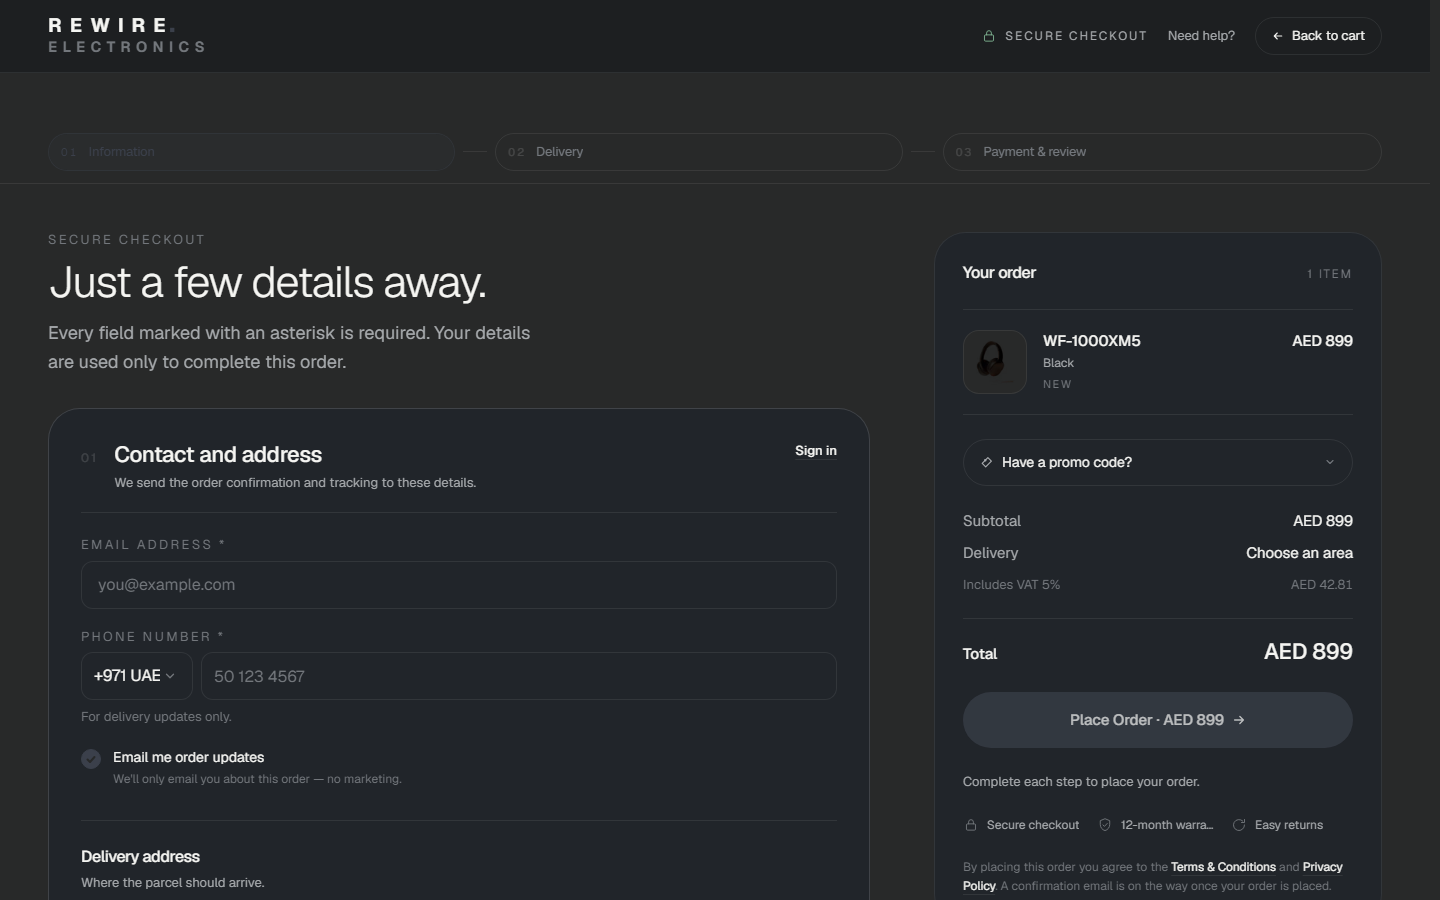 REWIRE.
ELECTRONICS
SECURE CHECKOUT
Need help?
← Back to cart
01 Information
02 Delivery
03 Payment & review
SECURE CHECKOUT
Just a few details away.
Every field marked with an asterisk is required. Your details
are used only to complete this order.
01 Contact and address
Sign in
We send the order confirmation and tracking to these details.
EMAIL ADDRESS *
you@example.com
PHONE NUMBER *
+971 UAE
50 123 4567
For delivery updates only.
Email me order updates
We'll only email you about this order — no marketing.
Delivery address
Where the parcel should arrive.
Your order
1 ITEM
WF-1000XM5
AED 899
Black
NEW
Have a promo code?
Subtotal
AED 899
Delivery
Choose an area
Includes VAT 5%
AED 42.81
Total
AED 899
Place Order · AED 899 →
Complete each step to place your order.
Secure checkout
12-month warra...
Easy returns
By placing this order you agree to the Terms & Conditions and Privacy
Policy. A confirmation email is on the way once your order is placed.